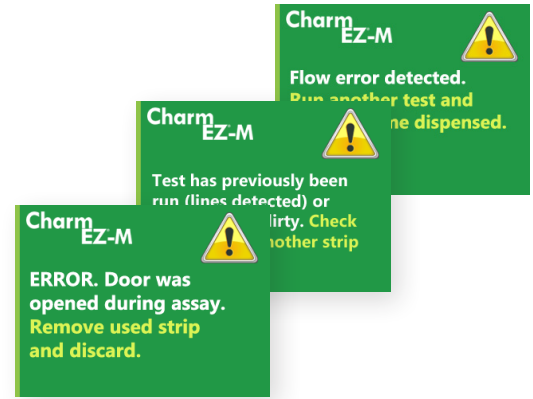 Charm
EZ-M
Flow error detected.
Run another test and
me dispensed.
Charm
EZ-M
Test has previously been
run (lines detected) or
dirty. Check
nother strip
Charm
EZ-M
ERROR. Door was
opened during assay.
Remove used strip
and discard.